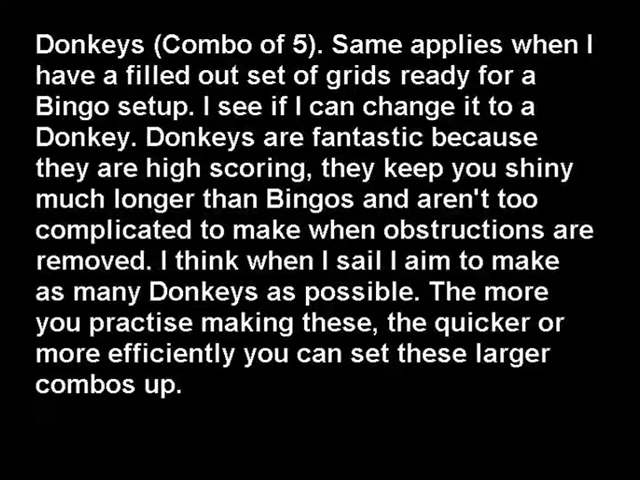 Donkeys (Combo of 5). Same applies when I
have a filled out set of grids ready for a
Bingo setup. I see if I can change it to a
Donkey. Donkeys are fantastic because
they are high scoring, they keep you shiny
much longer than Bingos and aren't too
complicated to make when obstructions are
removed. I think when I sail I aim to make
as many Donkeys as possible. The more
you practise making these, the quicker or
more efficiently you can set these larger
combos up.